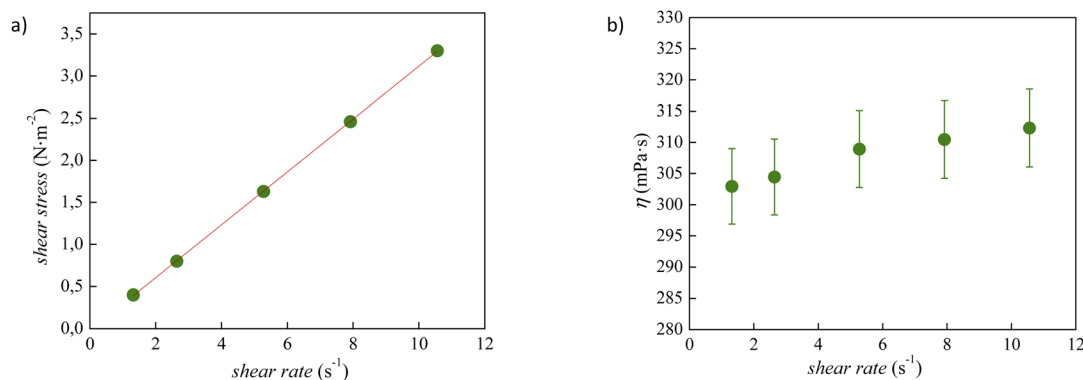 a)
3,5
3,0
2,5
2,0
1,5
1,0
0,5
0,0
0 2 4 6 8 10 12
shear stress (N·m-2)
shear rate (s-1)
b)
330
325
320
315
310
305
300
295
290
285
280
0 2 4 6 8 10 12
η (mPa·s)
shear rate (s-1)